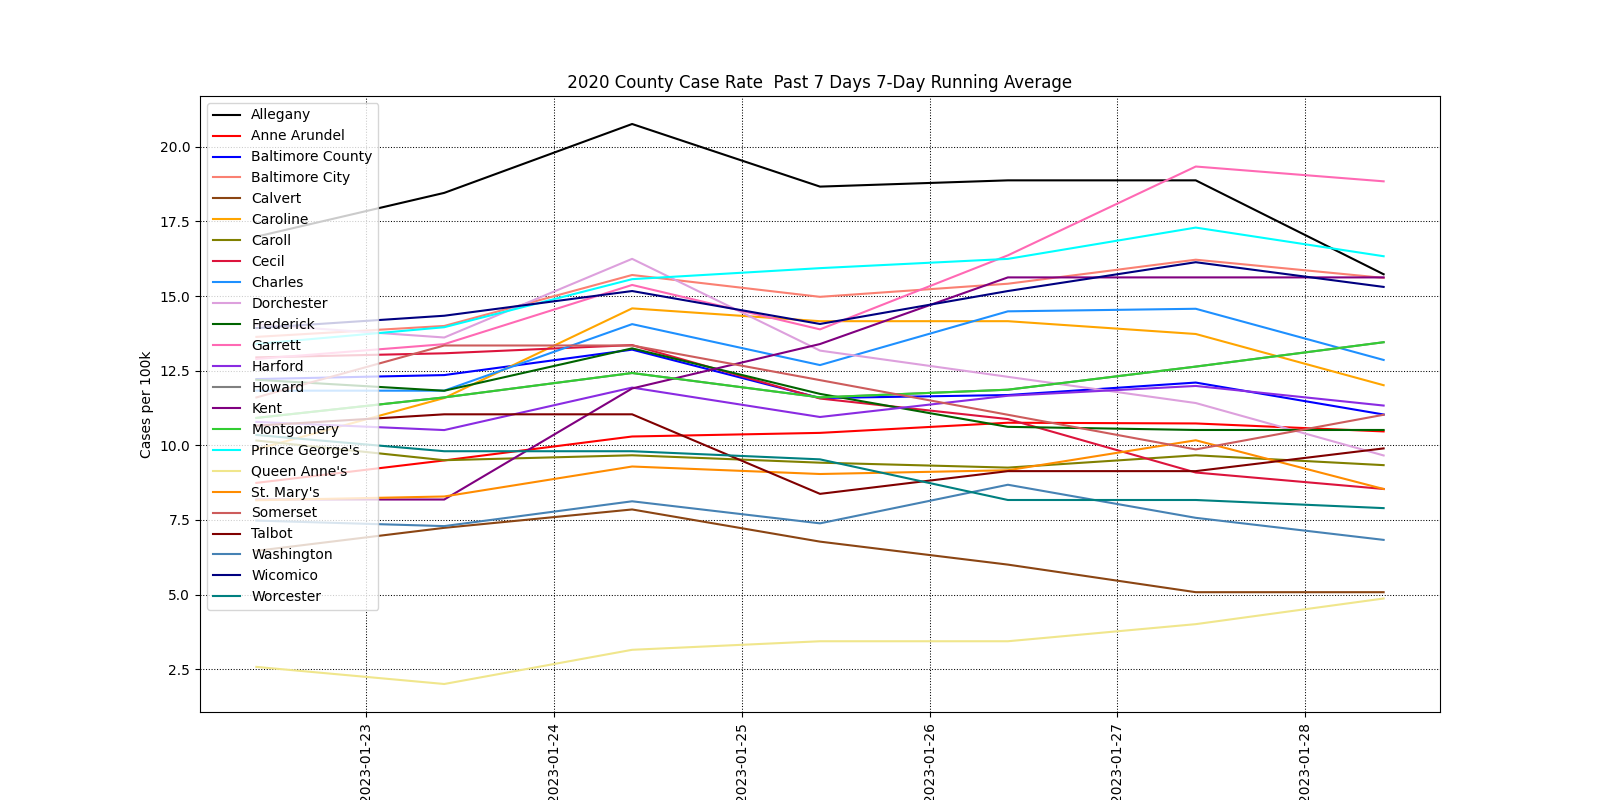 2020 County Case Rate  Past 7 Days 7-Day Running Average
Cases per 100k
20.0
17.5
15.0
12.5
10.0
7.5
5.0
2.5
Allegany
Anne Arundel
Baltimore County
Baltimore City
Calvert
Caroline
Caroll
Cecil
Charles
Dorchester
Frederick
Garrett
Harford
Howard
Kent
Montgomery
Prince George's
Queen Anne's
St. Mary's
Somerset
Talbot
Washington
Wicomico
Worcester
2023-01-23
2023-01-24
2023-01-25
2023-01-26
2023-01-27
2023-01-28